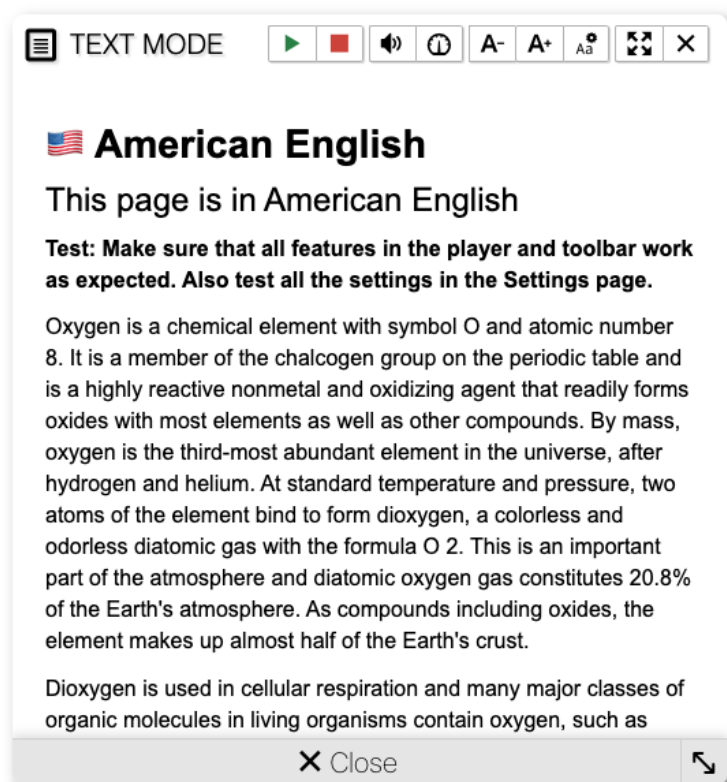 TEXT MODE
A-
A+
Aa
American English
This page is in American English
Test: Make sure that all features in the player and toolbar work
as expected. Also test all the settings in the Settings page.
Oxygen is a chemical element with symbol O and atomic number
8. It is a member of the chalcogen group on the periodic table and
is a highly reactive nonmetal and oxidizing agent that readily forms
oxides with most elements as well as other compounds. By mass,
oxygen is the third-most abundant element in the universe, after
hydrogen and helium. At standard temperature and pressure, two
atoms of the element bind to form dioxygen, a colorless and
odorless diatomic gas with the formula O 2. This is an important
part of the atmosphere and diatomic oxygen gas constitutes 20.8%
of the Earth's atmosphere. As compounds including oxides, the
element makes up almost half of the Earth's crust.
Dioxygen is used in cellular respiration and many major classes of
organic molecules in living organisms contain oxygen, such as
Close